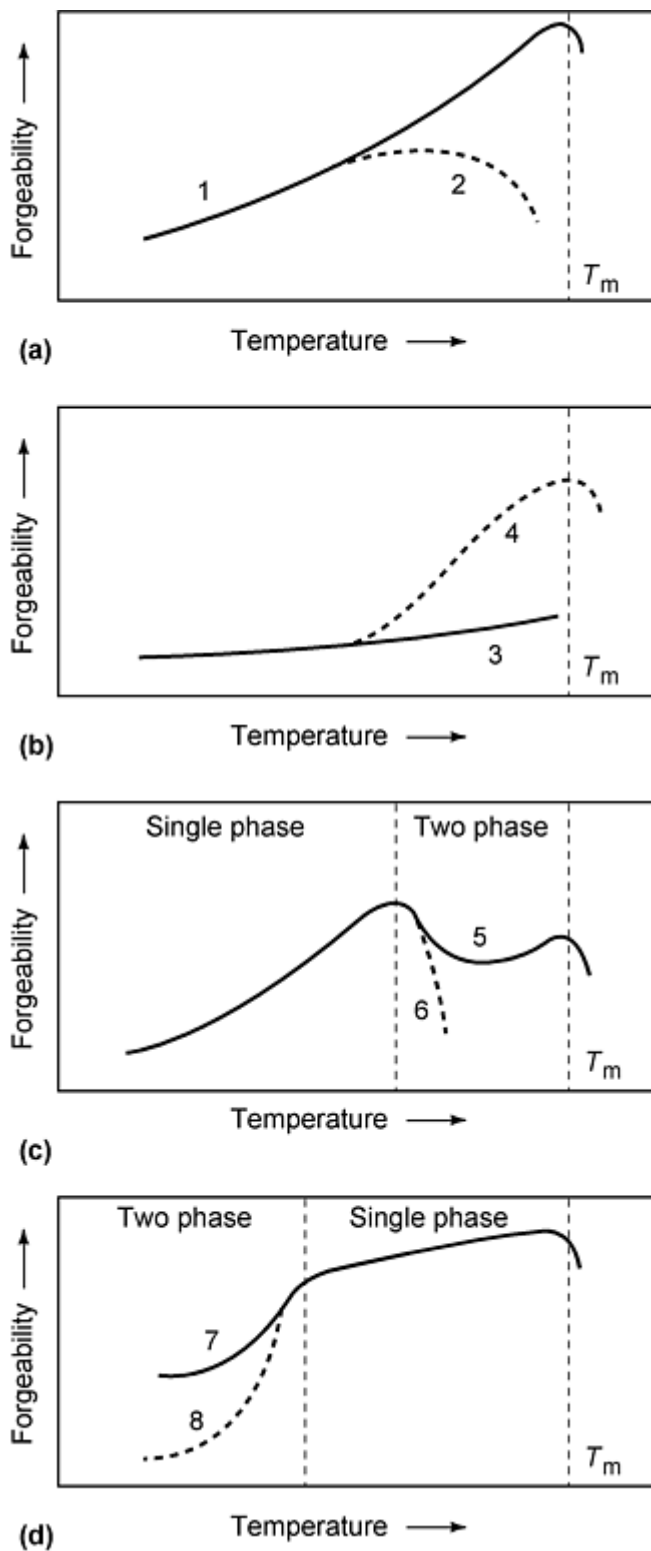 Forgeability
1
2
Tm
(a)
Temperature
Forgeability
4
3
Tm
(b)
Temperature
Single phase
Two phase
Forgeability
5
6
Tm
(c)
Temperature
Two phase
Single phase
Forgeability
7
8
Tm
(d)
Temperature